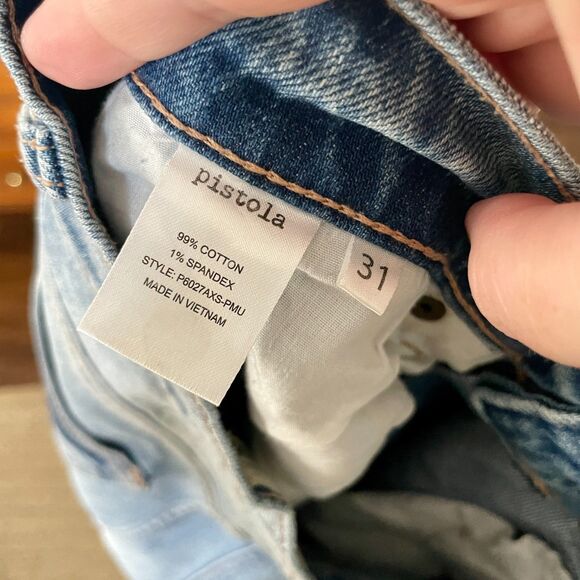 pistola
99% COTTON
1% SPANDEX
STYLE: P6027AXS-PMU
MADE IN VIETNAM
31